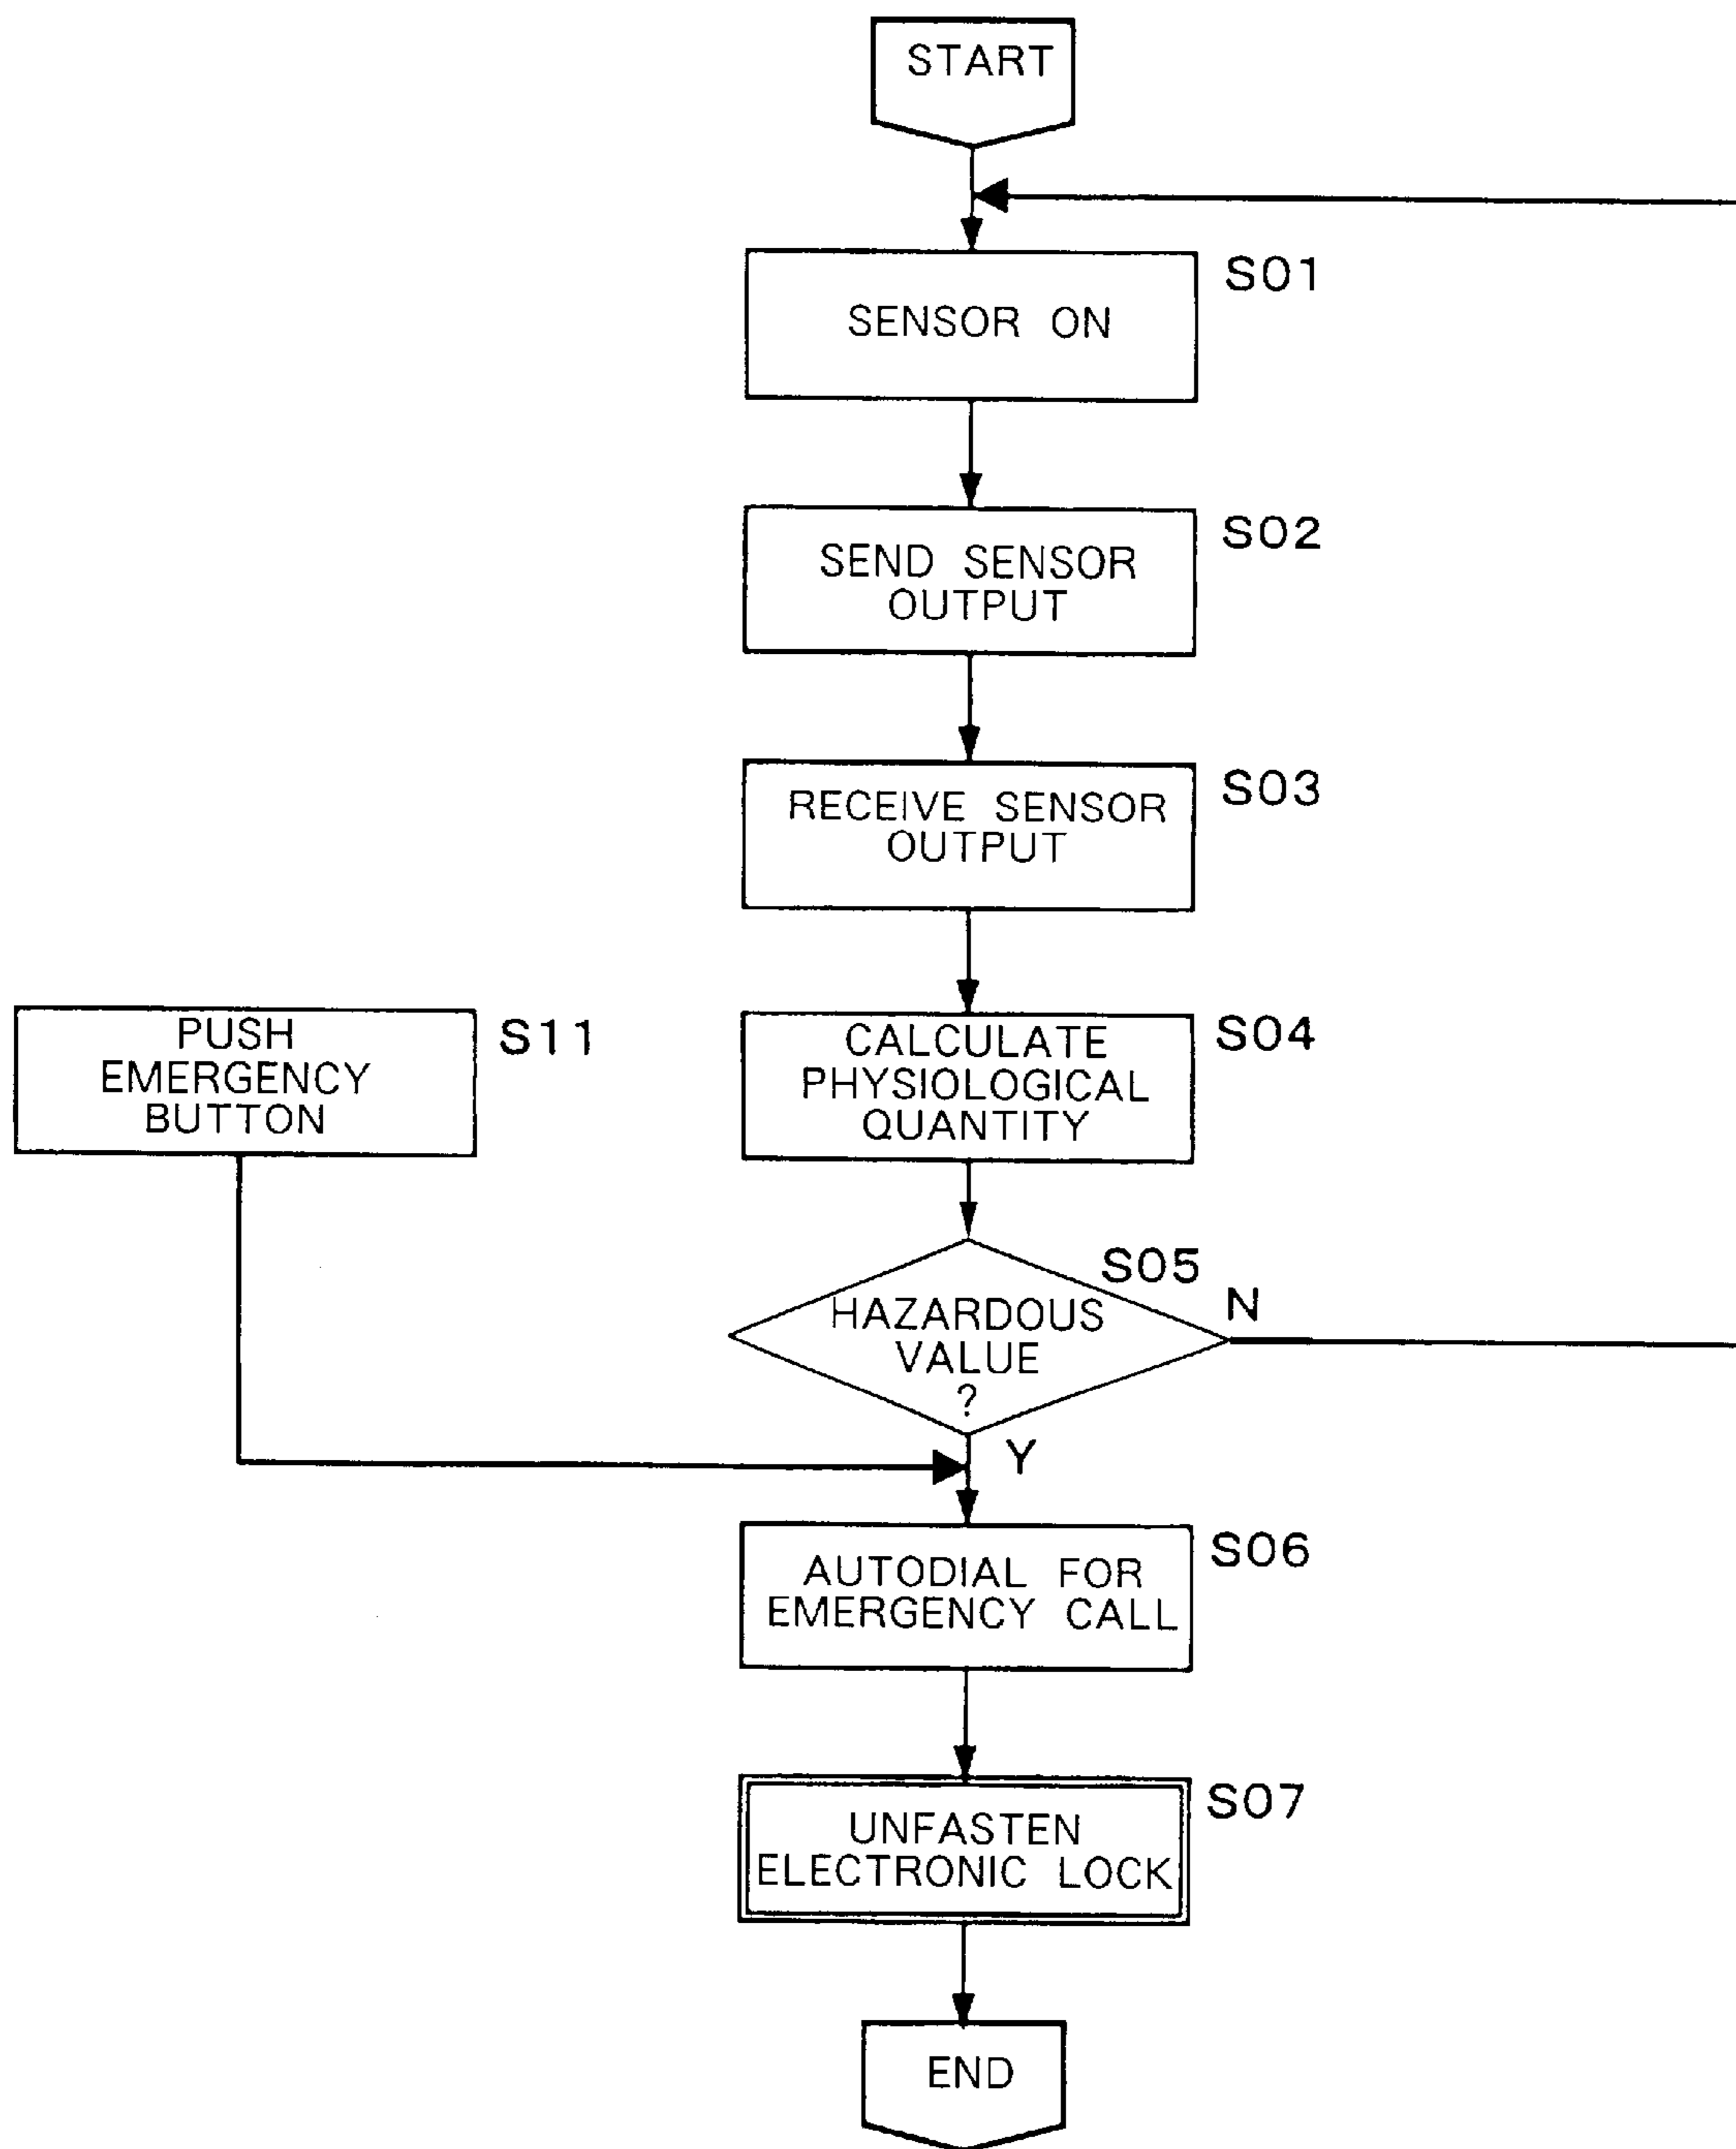 START
S01
SENSOR ON
S02
SEND SENSOR
OUTPUT
S03
RECEIVE SENSOR
OUTPUT
PUSH
EMERGENCY
BUTTON
S11
S04
CALCULATE
PHYSIOLOGICAL
QUANTITY
S05
HAZARDOUS
VALUE
?
N
Y
S06
AUTODIAL FOR
EMERGENCY CALL
S07
UNFASTEN
ELECTRONIC LOCK
END